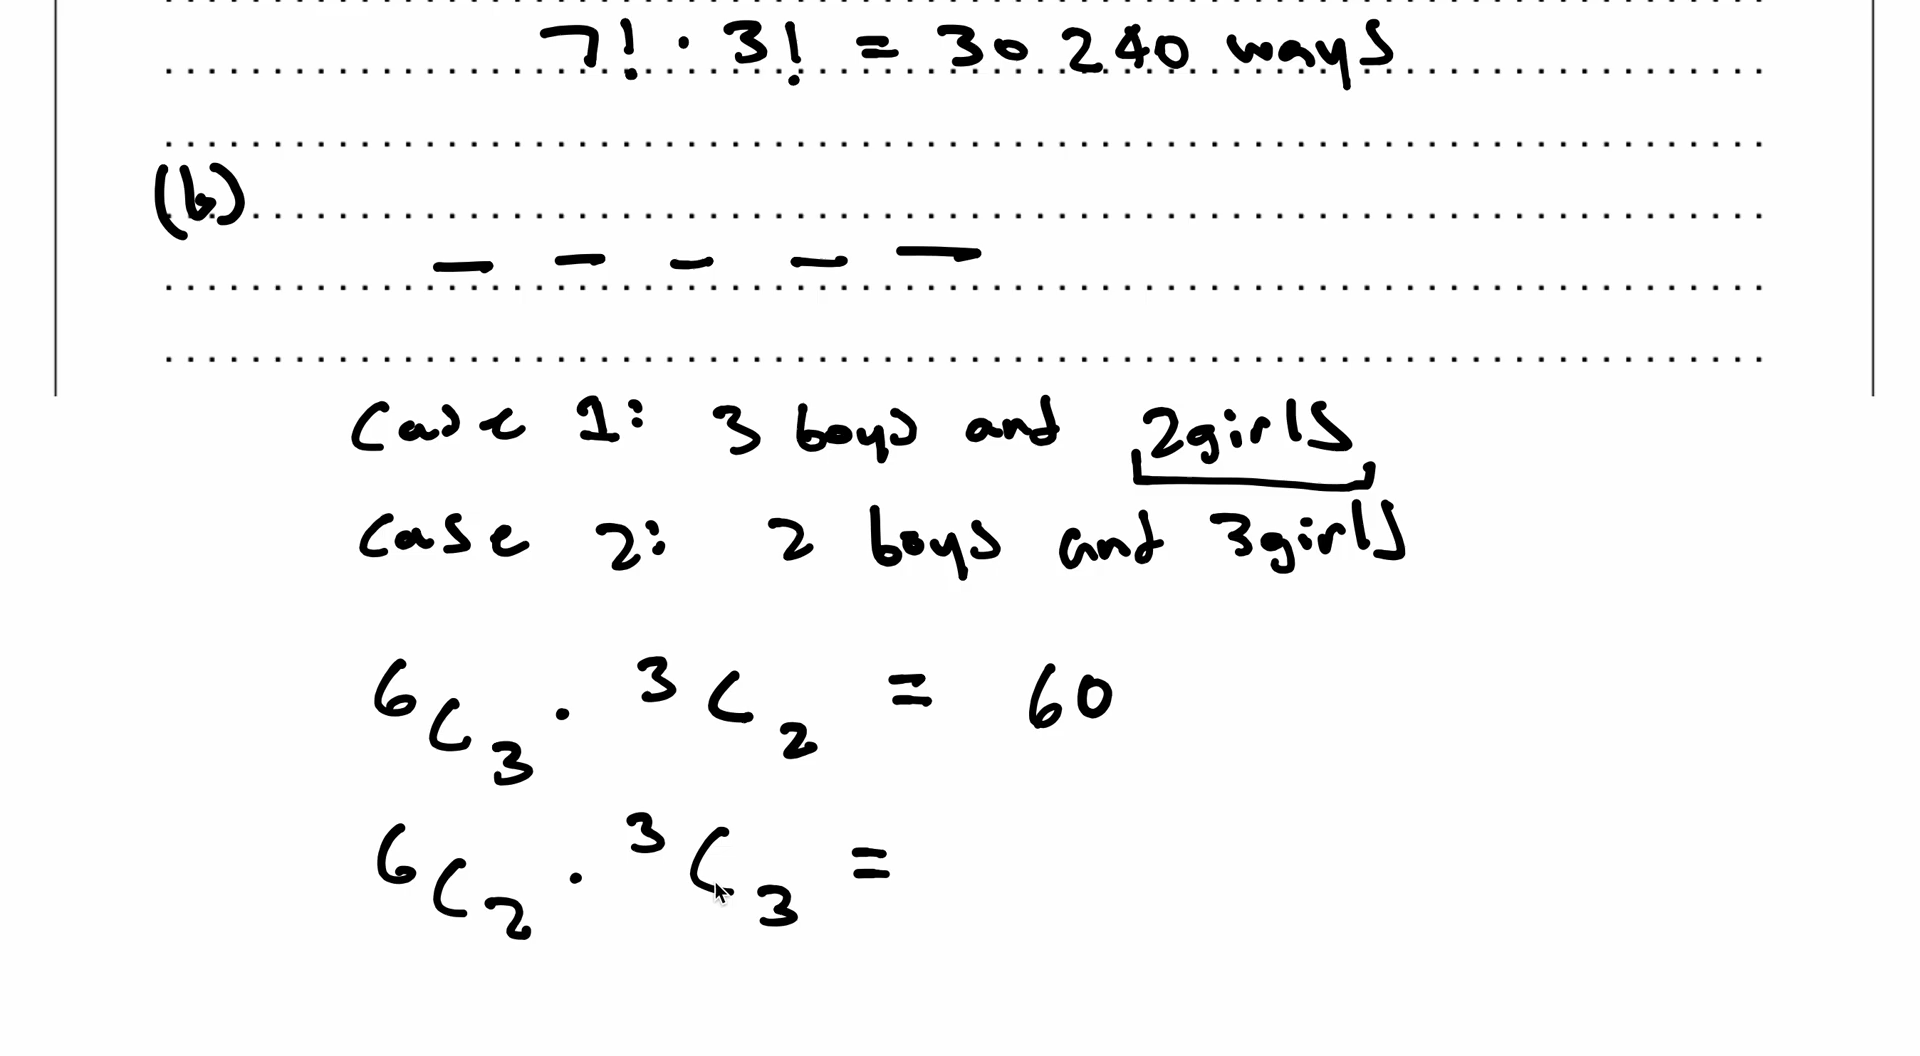 7! · 3! = 30 240 ways
(b)
Case 1: 3 boys and 2girls
Case 2: 2 boys and 3girls
⁶C₃ · ³C₂ = 60
⁶C₂ · ³C₃ =